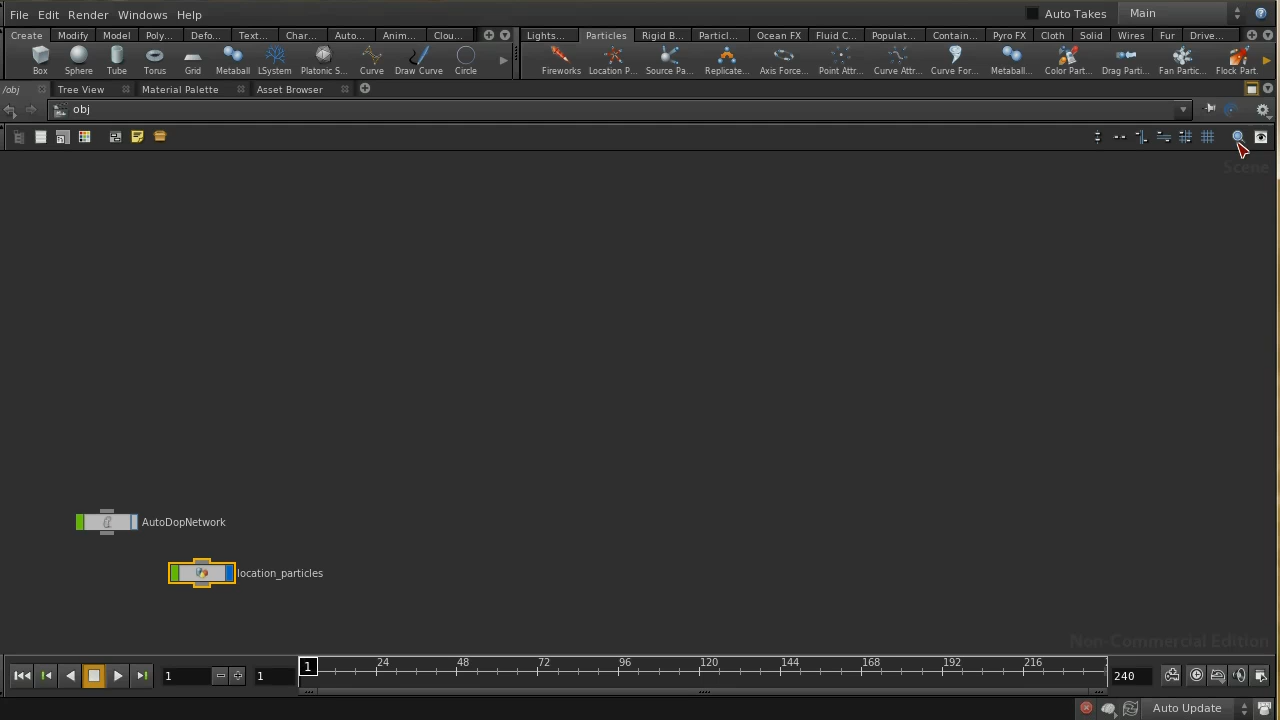 File Edit Render Windows Help Auto Takes Main
Create Modify Model Poly... Defo... Text... Char... Auto... Anim... Clou... Lights... Particles Rigid B... Particl... Ocean FX Fluid C... Populat... Contain... Pyro FX Cloth Solid Wires Fur Drive...
Box Sphere Tube Torus Grid Metaball LSystem Platonic S... Curve Draw Curve Circle Fireworks Location P... Source Pa... Replicate... Axis Force... Point Attr... Curve Attr... Curve For... Metaball... Color Part... Drag Parti... Fan Partic... Flock Part.
/obj Tree View Material Palette Asset Browser
obj
Scene
AutoDopNetwork
location_particles
Non-Commercial Edition
1 1 1 24 48 72 96 120 144 168 192 216 240
Auto Update